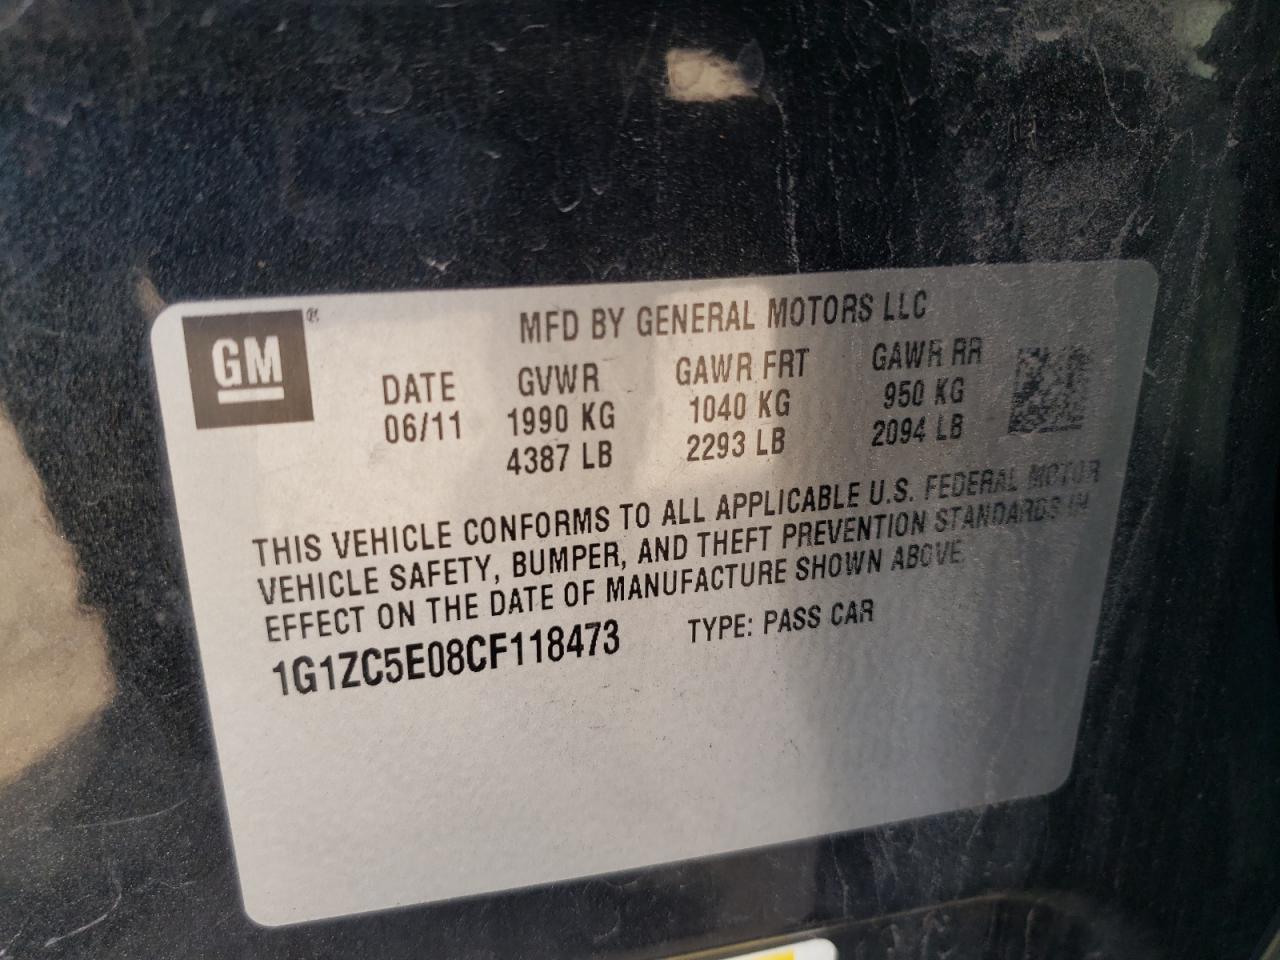 GM ®
MFD BY GENERAL MOTORS LLC
DATE GVWR GAWR FRT GAWR RR
06/11 1990 KG 1040 KG 950 KG
4387 LB 2293 LB 2094 LB
THIS VEHICLE CONFORMS TO ALL APPLICABLE U.S. FEDERAL MOTOR
VEHICLE SAFETY, BUMPER, AND THEFT PREVENTION STANDARDS IN
EFFECT ON THE DATE OF MANUFACTURE SHOWN ABOVE.
1G1ZC5E08CF118473 TYPE: PASS CAR